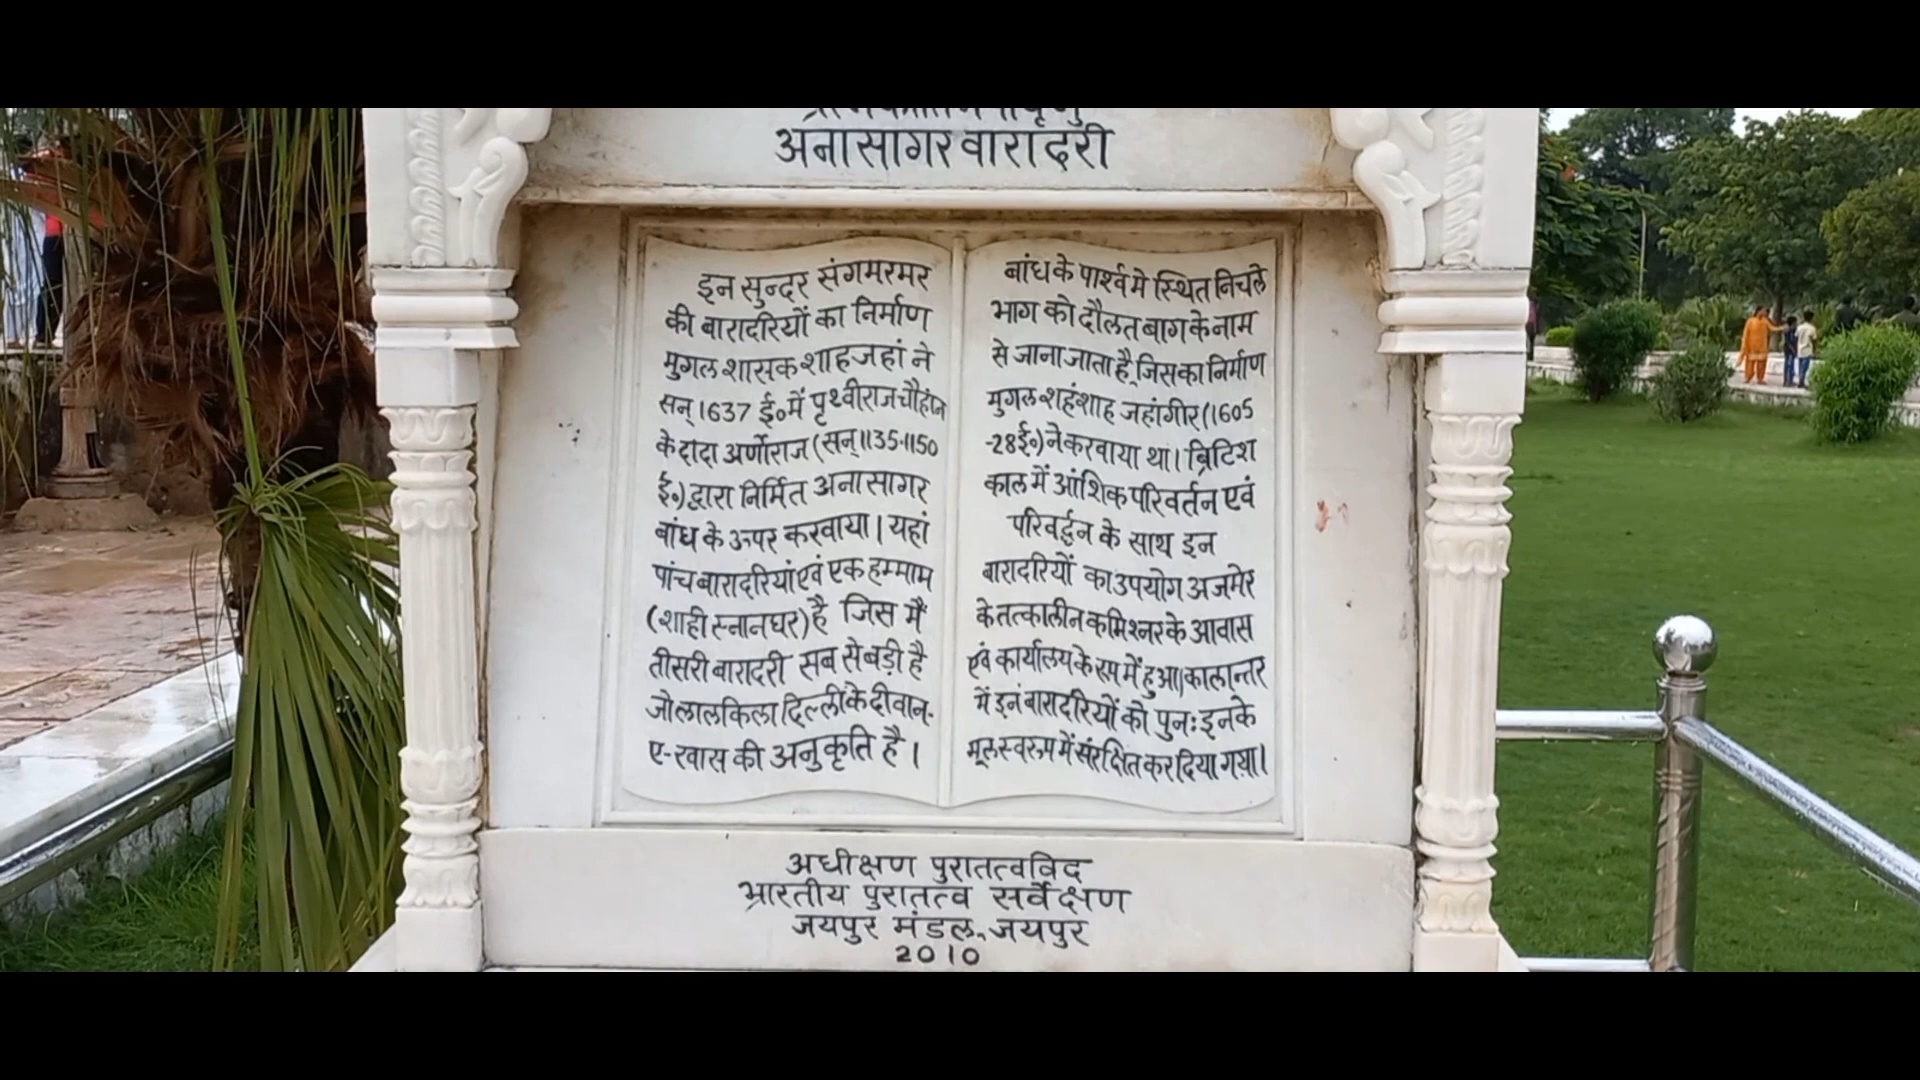 अनासागर वारादरी
इन सुन्दर संगमरमर
की बारादरियों का निर्माण
मुगल शासक शाहजहां ने
सन् 1637 ई० में पृथ्वीराज चौहान
के दादा अर्णोराज (सन् 1135-1150
ई०) द्वारा निर्मित अनासागर
बांध के ऊपर करवाया। यहां
पांच बारादरियां एवं एक हम्माम
(शाही स्नानघर) है जिस में
तीसरी बारादरी सब से बड़ी है
जो लालकिला दिल्ली के दीवान-
ए-खास की अनुकृति है।
बांध के पार्श्व मे स्थित निचले
भाग को दौलत बाग के नाम
से जाना जाता है, जिसका निर्माण
मुगल शहंशाह जहांगीर (1605
-28 ई०) ने करवाया था। ब्रिटिश
काल में आंशिक परिवर्तन एवं
परिवर्द्धन के साथ इन
बारादरियों का उपयोग अजमेर
के तत्कालीन कमिश्नर के आवास
एवं कार्यालय के रूप में हुआ। कालान्तर
में इन बारादरियों को पुनः इनके
मूल स्वरूप में संरक्षित कर दिया गया।
अधीक्षण पुरातत्वविद
भारतीय पुरातत्व सर्वेक्षण
जयपुर मंडल, जयपुर
2010